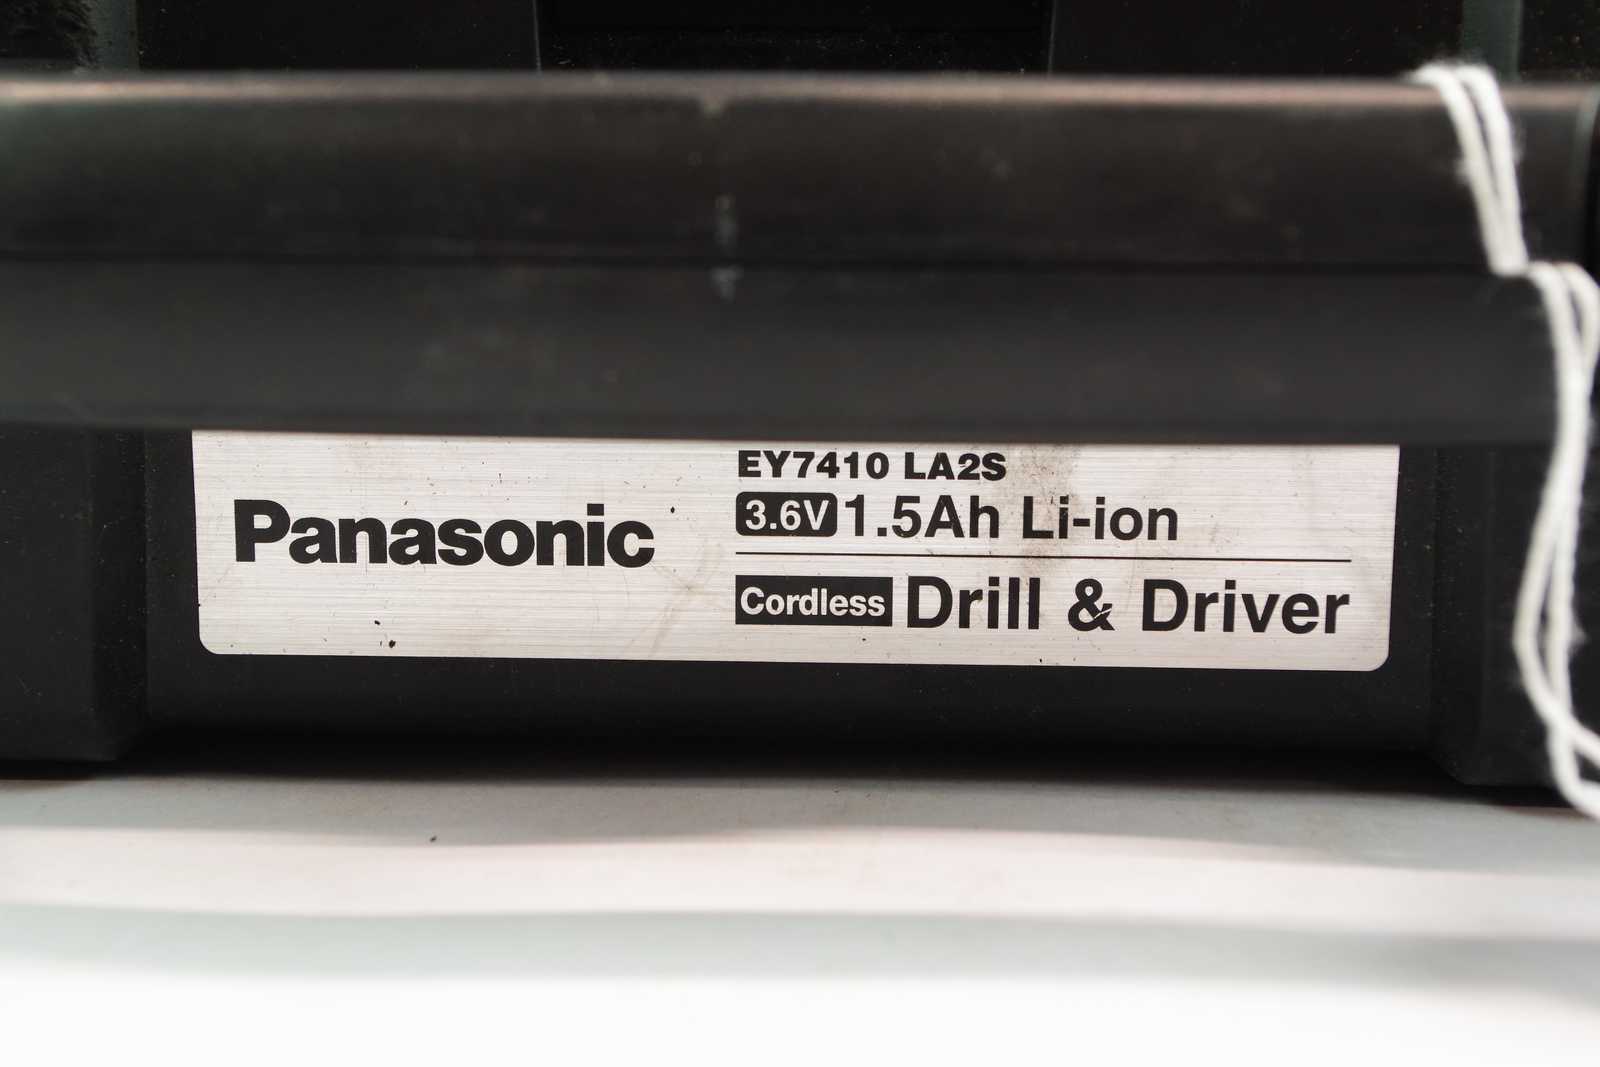 Panasonic
EY7410 LA2S
3.6V 1.5Ah Li-ion
Cordless Drill & Driver